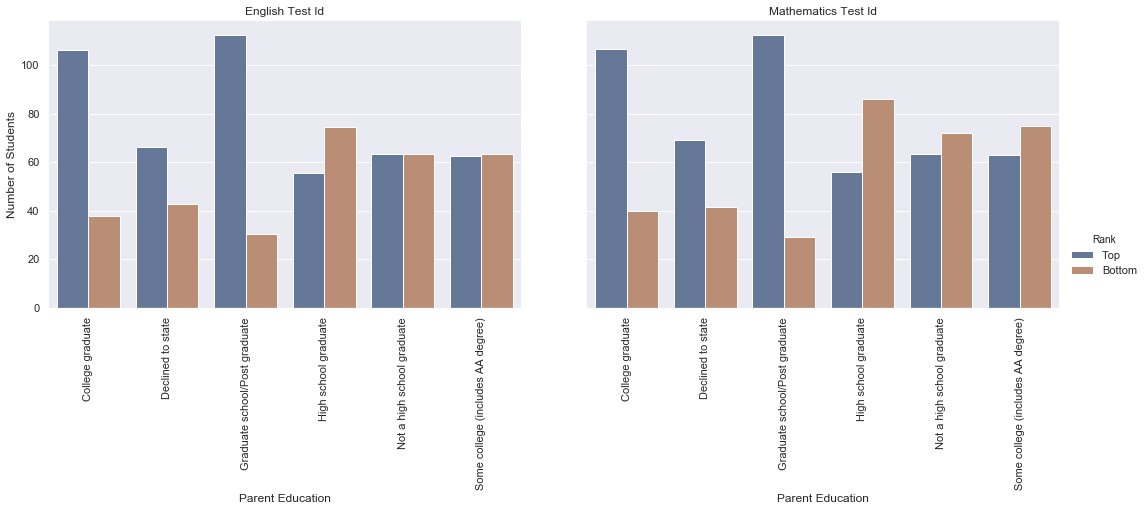 English Test Id
Mathematics Test Id
Number of Students
100
80
60
40
20
0
College graduate
Declined to state
Graduate school/Post graduate
High school graduate
Not a high school graduate
Some college (includes AA degree)
Parent Education
College graduate
Declined to state
Graduate school/Post graduate
High school graduate
Not a high school graduate
Some college (includes AA degree)
Parent Education
Rank
Top
Bottom